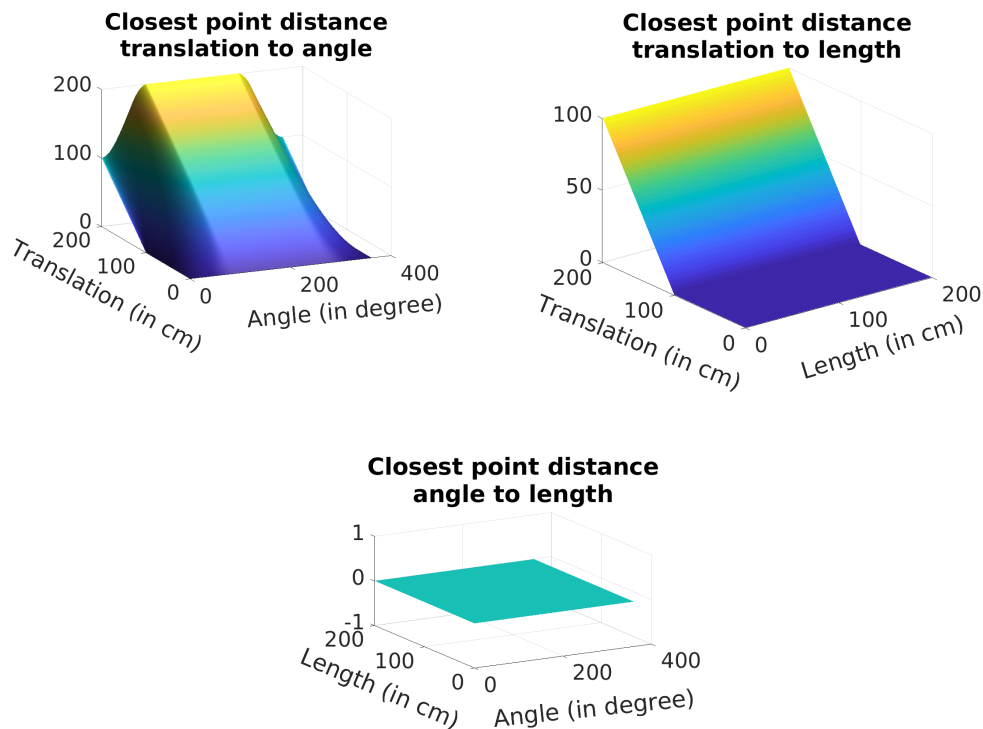 Closest point distance
translation to angle
200
100
0
200
100
0
0
200
400
Translation (in cm)
Angle (in degree)
Closest point distance
translation to length
100
50
0
200
100
0
0
100
200
Translation (in cm)
Length (in cm)
Closest point distance
angle to length
1
0
-1
200
100
0
0
200
400
Length (in cm)
Angle (in degree)